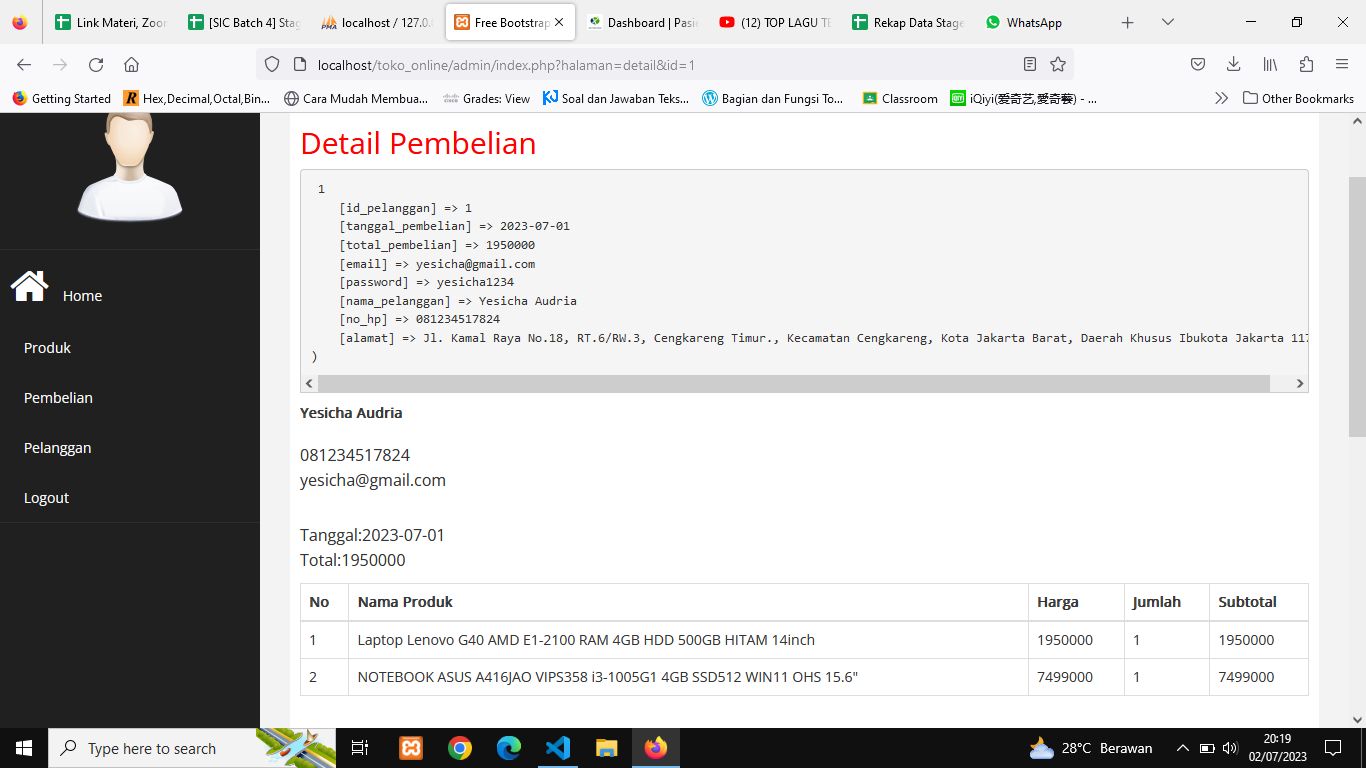 Link Materi, Zoom
[SIC Batch 4] Stag
localhost / 127.0.
Free Bootstrap
Dashboard | Pasie
(12) TOP LAGU TE
Rekap Data Stage
WhatsApp
localhost/toko_online/admin/index.php?halaman=detail&id=1
Getting Started
Hex,Decimal,Octal,Bin...
Cara Mudah Membua...
Grades: View
Soal dan Jawaban Teks...
Bagian dan Fungsi To...
Classroom
iQiyi(爱奇艺,愛奇藝) - ...
Other Bookmarks
Home
Produk
Pembelian
Pelanggan
Logout
Detail Pembelian
1
[id_pelanggan] => 1
[tanggal_pembelian] => 2023-07-01
[total_pembelian] => 1950000
[email] => yesicha@gmail.com
[password] => yesicha1234
[nama_pelanggan] => Yesicha Audria
[no_hp] => 081234517824
[alamat] => Jl. Kamal Raya No.18, RT.6/RW.3, Cengkareng Timur., Kecamatan Cengkareng, Kota Jakarta Barat, Daerah Khusus Ibukota Jakarta 117
)
Yesicha Audria
081234517824
yesicha@gmail.com
Tanggal:2023-07-01
Total:1950000
No Nama Produk Harga Jumlah Subtotal
1 Laptop Lenovo G40 AMD E1-2100 RAM 4GB HDD 500GB HITAM 14inch 1950000 1 1950000
2 NOTEBOOK ASUS A416JAO VIPS358 i3-1005G1 4GB SSD512 WIN11 OHS 15.6" 7499000 1 7499000
Type here to search
28°C Berawan
20:19
02/07/2023